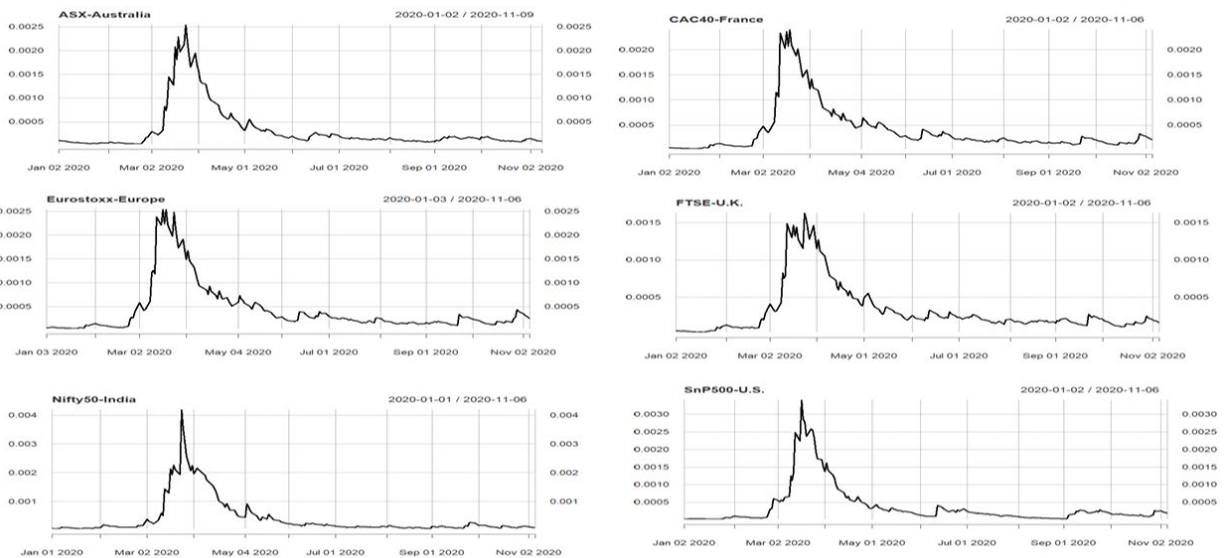 ASX-Australia 2020-01-02 / 2020-11-09
0.0025 0.0025
0.0020 0.0020
0.0015 0.0015
0.0010 0.0010
0.0005 0.0005
Jan 02 2020 Mar 02 2020 May 01 2020 Jul 01 2020 Sep 01 2020 Nov 02 2020
CAC40-France 2020-01-02 / 2020-11-06
0.0020 0.0020
0.0015 0.0015
0.0010 0.0010
0.0005 0.0005
Jan 02 2020 Mar 02 2020 May 04 2020 Jul 01 2020 Sep 01 2020 Nov 02 2020
Eurostoxx-Europe 2020-01-03 / 2020-11-06
0.0025 0.0025
0.0020 0.0020
0.0015 0.0015
0.0010 0.0010
0.0005 0.0005
Jan 03 2020 Mar 02 2020 May 04 2020 Jul 01 2020 Sep 01 2020 Nov 02 2020
FTSE-U.K. 2020-01-02 / 2020-11-06
0.0015 0.0015
0.0010 0.0010
0.0005 0.0005
Jan 02 2020 Mar 02 2020 May 01 2020 Jul 01 2020 Sep 01 2020 Nov 02 2020
Nifty50-India 2020-01-01 / 2020-11-06
0.004 0.004
0.003 0.003
0.002 0.002
0.001 0.001
Jan 01 2020 Mar 02 2020 May 04 2020 Jul 01 2020 Sep 01 2020 Nov 02 2020
SnP500-U.S. 2020-01-02 / 2020-11-06
0.0030 0.0030
0.0025 0.0025
0.0020 0.0020
0.0015 0.0015
0.0010 0.0010
0.0005 0.0005
Jan 02 2020 Mar 02 2020 May 01 2020 Jul 01 2020 Sep 01 2020 Nov 02 2020